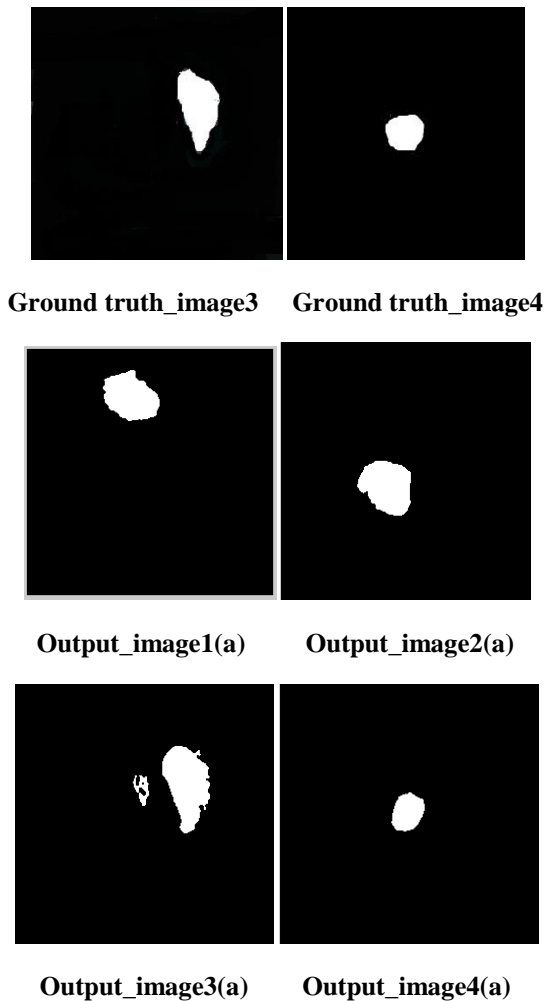 Ground truth_image3 Ground truth_image4
Output_image1(a) Output_image2(a)
Output_image3(a) Output_image4(a)